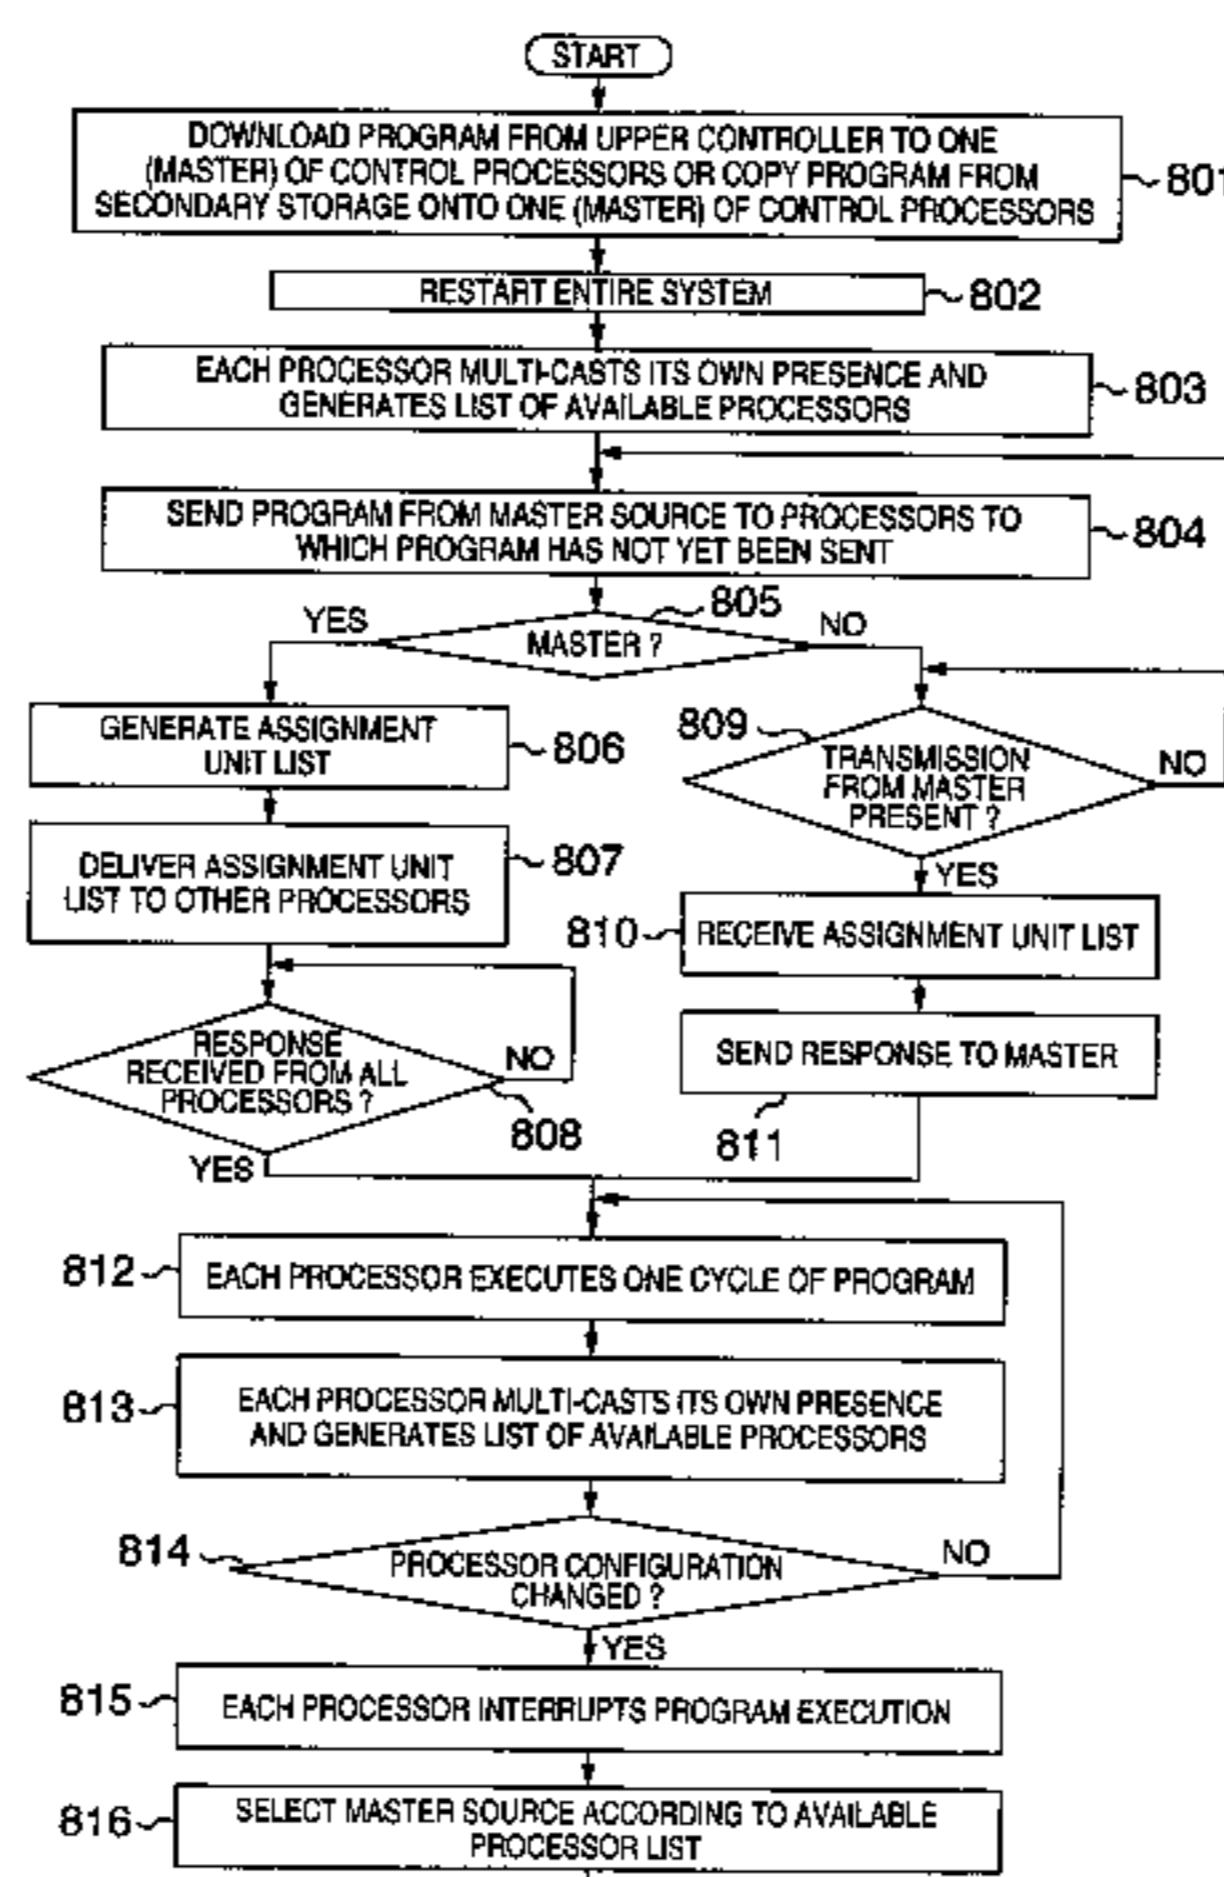 START
DOWNLOAD PROGRAM FROM UPPER CONTROLLER TO ONE
(MASTER) OF CONTROL PROCESSORS OR COPY PROGRAM FROM
SECONDARY STORAGE ONTO ONE (MASTER) OF CONTROL PROCESSORS
801
RESTART ENTIRE SYSTEM
802
EACH PROCESSOR MULTI-CASTS ITS OWN PRESENCE AND
GENERATES LIST OF AVAILABLE PROCESSORS
803
SEND PROGRAM FROM MASTER SOURCE TO PROCESSORS TO
WHICH PROGRAM HAS NOT YET BEEN SENT
804
805
YES
MASTER ?
NO
GENERATE ASSIGNMENT
UNIT LIST
806
809
TRANSMISSION
FROM MASTER
PRESENT ?
NO
YES
DELIVER ASSIGNMENT UNIT
LIST TO OTHER PROCESSORS
807
810
RECEIVE ASSIGNMENT UNIT LIST
RESPONSE
RECEIVED FROM ALL
PROCESSORS ?
NO
808
YES
SEND RESPONSE TO MASTER
811
812
EACH PROCESSOR EXECUTES ONE CYCLE OF PROGRAM
813
EACH PROCESSOR MULTI-CASTS ITS OWN PRESENCE
AND GENERATES LIST OF AVAILABLE PROCESSORS
814
PROCESSOR CONFIGURATION
CHANGED ?
NO
YES
815
EACH PROCESSOR INTERRUPTS PROGRAM EXECUTION
816
SELECT MASTER SOURCE ACCORDING TO AVAILABLE
PROCESSOR LIST